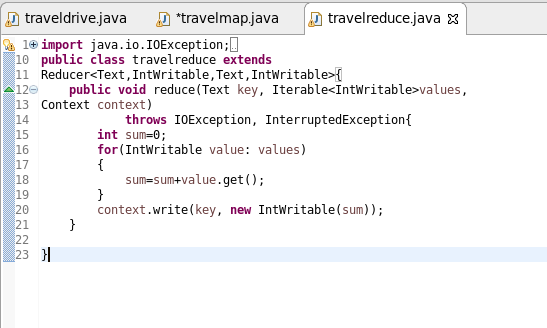 traveldrive.java *travelmap.java travelreduce.java
1 import java.io.IOException;
10 public class travelreduce extends
11 Reducer<Text,IntWritable,Text,IntWritable>{
12 public void reduce(Text key, Iterable<IntWritable>values,
13 Context context)
14 throws IOException, InterruptedException{
15 int sum=0;
16 for(IntWritable value: values)
17 {
18 sum=sum+value.get();
19 }
20 context.write(key, new IntWritable(sum));
21 }
22
23 }